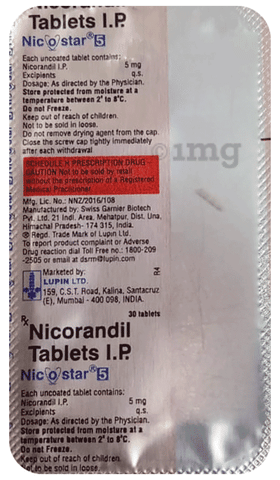 Nicorandil
Tablets I.P.
Nicostar® 5
Each uncoated tablet contains:
Nicorandil I.P. 5 mg
Excipients q.s.
Dosage: As directed by the Physician.
Store protected from moisture at a
temperature between 2° to 8°C.
Do not Freeze.
Keep out of reach of children.
Not to be sold in loose.
Do not remove drying agent from the cap.
Close the screw cap tightly immediately
after each withdrawal
1mg
SCHEDULE H PRESCRIPTION DRUG -
CAUTION Not to be sold by retail
without the prescription of a Registered
Medical Practitioner.
Mfg. Lic. No.: NNZ/2016/108
Manufactured by: Swiss Garnier Biotech
Pvt. Ltd. 21 Indl. Area, Mehatpur, Dist. Una,
Himachal Pradesh- 174 315, India.
® Regd. Trade Mark of Lupin Ltd.
To report product complaint or Adverse
Drug reaction dial Toll Free no.: 1800-209
-2505 or email at dsrm@lupin.com
Marketed by:
LUPIN LTD.
159, C.S.T. Road, Kalina, Santacruz
(E), Mumbai - 400 098, INDIA.
R4
30 tablets
Rx
Nicorandil
Tablets I.P.
Nicostar® 5
Each uncoated tablet contains:
Nicorandil I.P. 5 mg
Excipients q.s.
Dosage: As directed by the Physician.
Store protected from moisture at a
temperature between 2° to 8°C.
Do not Freeze.
Keep out of reach of children.
Not to be sold in loose.